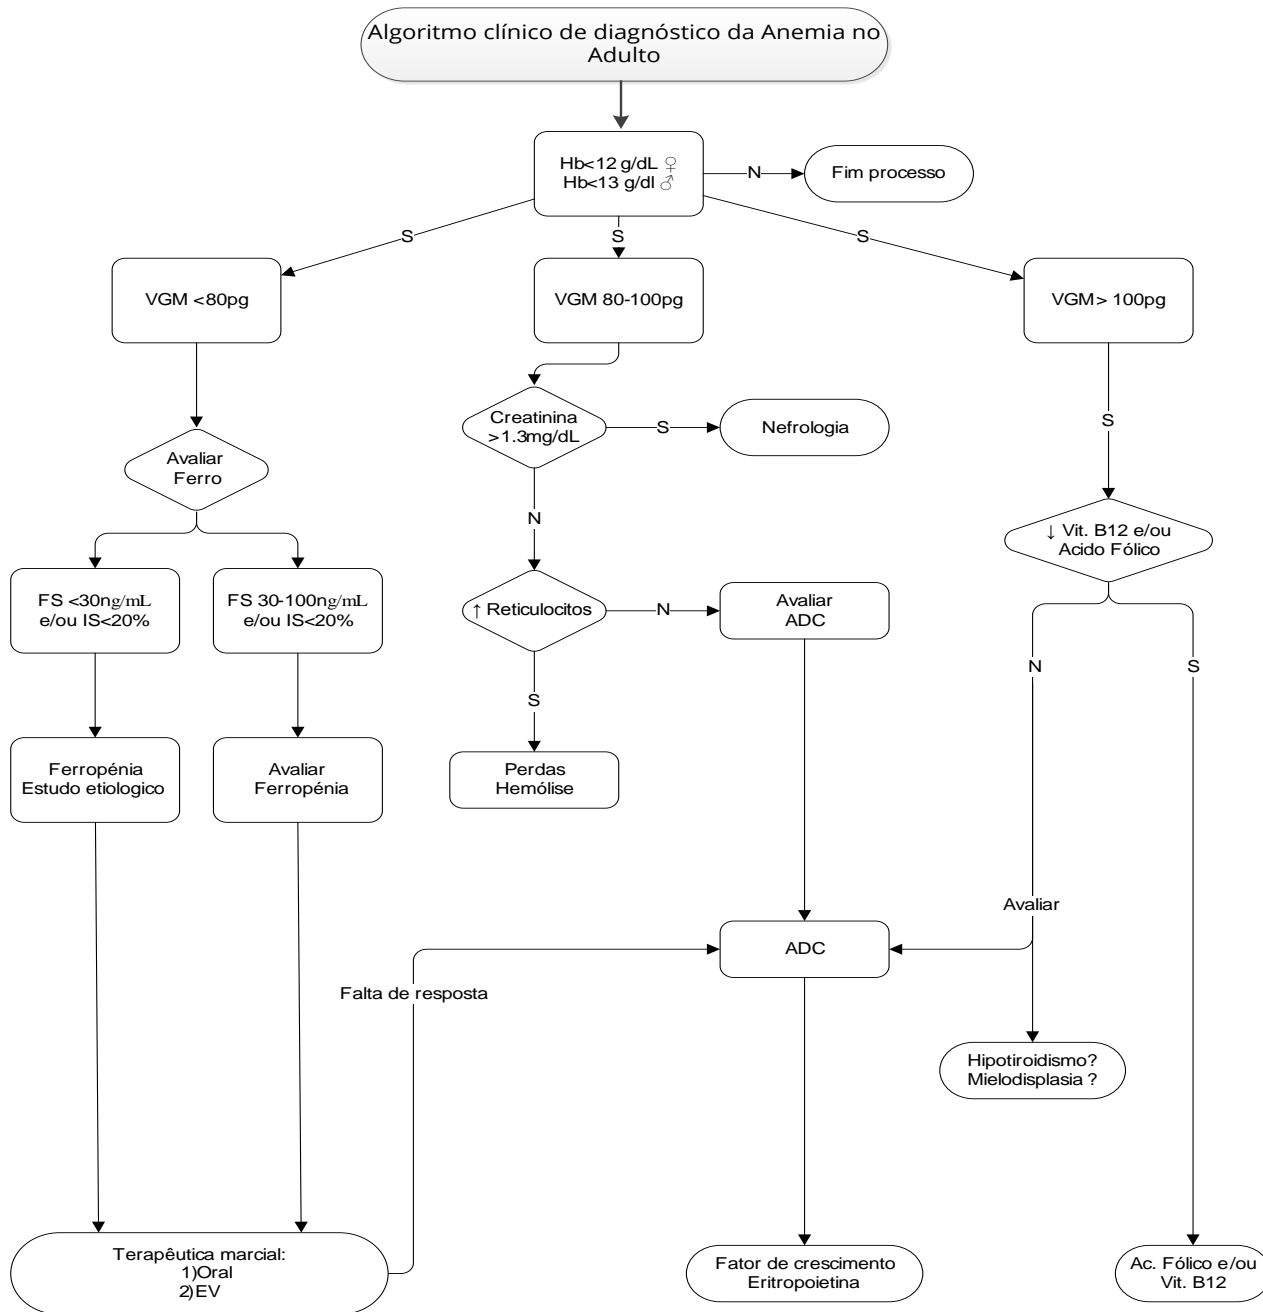 Algoritmo clínico de diagnóstico da Anemia no
Adulto
Hb<12 g/dL ♀
Hb<13 g/dl ♂
N
Fim processo
S
S
S
VGM <80pg
VGM 80-100pg
VGM> 100pg
Creatinina
>1.3mg/dL
S
Nefrologia
S
Avaliar
Ferro
N
↓ Vit. B12 e/ou
Acido Fólico
FS <30ng/mL
e/ou IS<20%
FS 30-100ng/mL
e/ou IS<20%
↑ Reticulocitos
N
Avaliar
ADC
N
S
S
Ferropénia
Estudo etiologico
Avaliar
Ferropénia
Perdas
Hemólise
Avaliar
ADC
Falta de resposta
Hipotiroidismo?
Mielodisplasia ?
Terapêutica marcial:
1)Oral
2)EV
Fator de crescimento
Eritropoietina
Ac. Fólico e/ou
Vit. B12